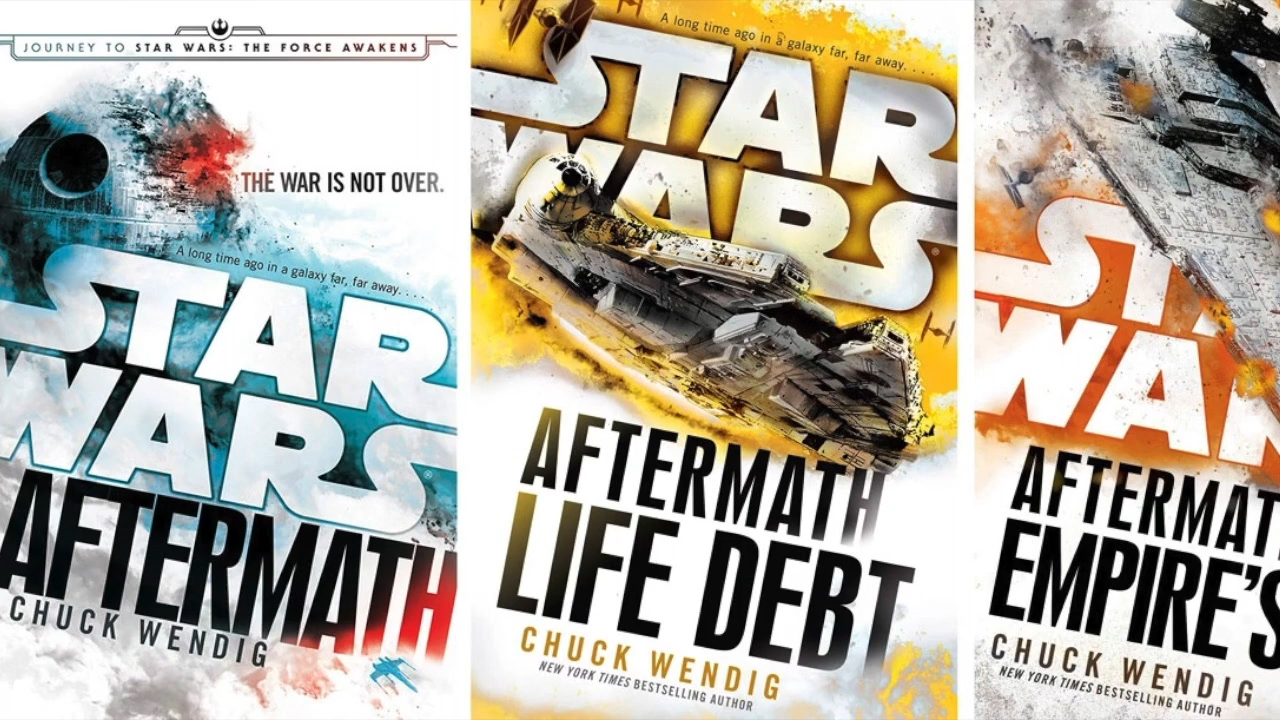 JOURNEY TO STAR WARS: THE FORCE AWAKENS
THE WAR IS NOT OVER.
A long time ago in a galaxy far, far away. . . .
STAR
WARS
®
AFTERMATH
CHUCK WENDIG
A long time ago in a galaxy far, far away. . . .
STAR
WARS
®
AFTERMATH
LIFE DEBT
CHUCK WENDIG
NEW YORK TIMES BESTSELLING AUTHOR
STA
WAR
AFTERMAT
EMPIRE'S
CHUCK WENDIG
NEW YORK TIMES BESTSELLING AUTHOR